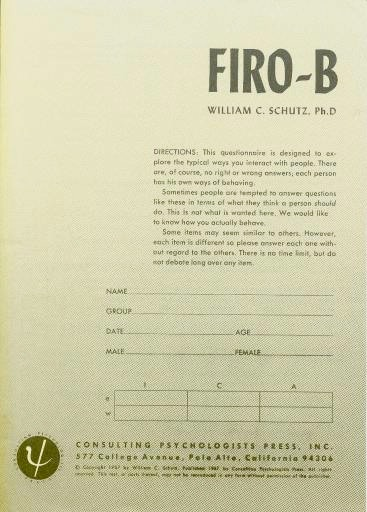 FIRO-B
WILLIAM C. SCHUTZ, Ph.D
DIRECTIONS: This questionnaire is designed to ex-
plore the typical ways you interact with people. There
are, of course, no right or wrong answers; each person
has his own ways of behaving.
Sometimes people are tempted to answer questions
like these in terms of what they think a person should
do. This is not what is wanted here. We would like
to know how you actually behave.
Some items may seem similar to others. However,
each item is different so please answer each one with-
out regard to the others. There is no time limit, but do
not debate long over any item.
NAME
GROUP
DATE AGE
MALE FEMALE
I C A
e
w
CONSULTING PSYCHOLOGISTS PRESS, INC.
577 College Avenue, Palo Alto, California 94306
© Copyright 1957 by William C. Schutz. Published 1967 by Consulting Psychologists Press. All rights
reserved. This test, or parts thereof, may not be reproduced in any form without permission of the publisher.